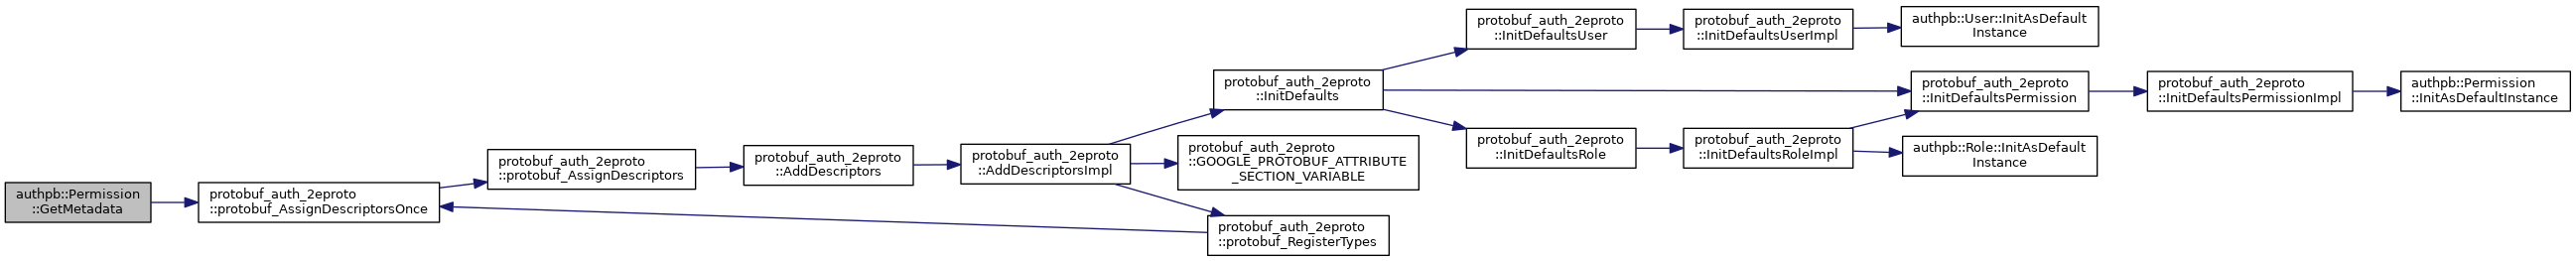 authpb::Permission
::GetMetadata
protobuf_auth_2eproto
::protobuf_AssignDescriptorsOnce
protobuf_auth_2eproto
::protobuf_AssignDescriptors
protobuf_auth_2eproto
::AddDescriptors
protobuf_auth_2eproto
::AddDescriptorsImpl
protobuf_auth_2eproto
::InitDefaults
protobuf_auth_2eproto
::GOOGLE_PROTOBUF_ATTRIBUTE
_SECTION_VARIABLE
protobuf_auth_2eproto
::protobuf_RegisterTypes
protobuf_auth_2eproto
::InitDefaultsUser
protobuf_auth_2eproto
::InitDefaultsUserImpl
authpb::User::InitAsDefault
Instance
protobuf_auth_2eproto
::InitDefaultsRole
protobuf_auth_2eproto
::InitDefaultsRoleImpl
protobuf_auth_2eproto
::InitDefaultsPermission
authpb::Role::InitAsDefault
Instance
protobuf_auth_2eproto
::InitDefaultsPermissionImpl
authpb::Permission
::InitAsDefaultInstance